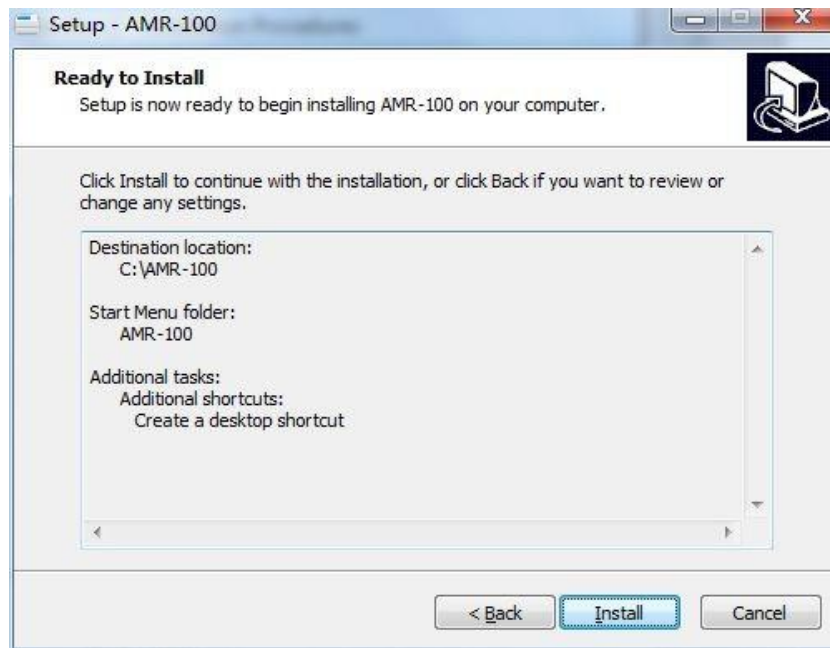 Setup - AMR-100
Ready to Install
Setup is now ready to begin installing AMR-100 on your computer.
Click Install to continue with the installation, or click Back if you want to review or
change any settings.
Destination location:
C:\AMR-100
Start Menu folder:
AMR-100
Additional tasks:
Additional shortcuts:
Create a desktop shortcut
< Back
Install
Cancel